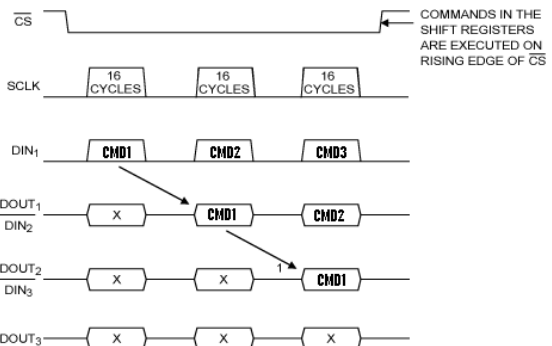 CS
COMMANDS IN THE
SHIFT REGISTERS
ARE EXECUTED ON
RISING EDGE OF CS
SCLK
16
CYCLES
16
CYCLES
16
CYCLES
DIN1
CMD1
CMD2
CMD3
DOUT1
DIN2
X
CMD1
CMD2
DOUT2
DIN3
X
X
1
CMD1
DOUT3
X
X
X